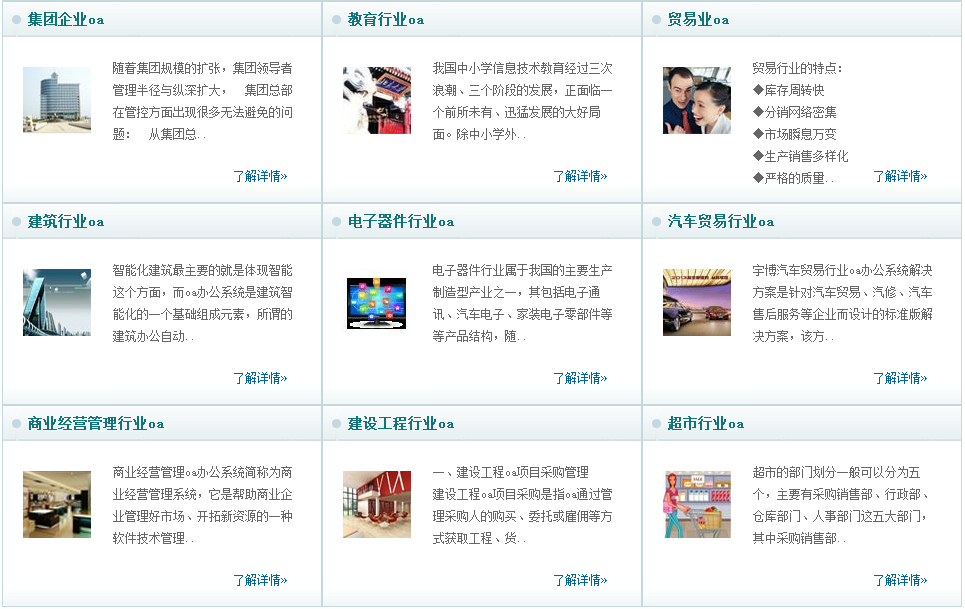 集团企业oa
随着集团规模的扩张，集团领导者
管理半径与纵深扩大， 集团总部
在管控方面出现很多无法避免的问
题： 从集团总..
了解详情»
教育行业oa
我国中小学信息技术教育经过三次
浪潮、三个阶段的发展，正面临一
个前所未有、迅猛发展的大好局
面。除中小学外..
了解详情»
贸易业oa
贸易行业的特点：
◆库存周转快
◆分销网络密集
◆市场瞬息万变
◆生产销售多样化
◆严格的质量..
了解详情»
建筑行业oa
智能化建筑最主要的就是体现智能
这个方面，而oa办公系统是建筑智
能化的一个基础组成元素，所谓的
建筑办公自动..
了解详情»
电子器件行业oa
电子器件行业属于我国的主要生产
制造型产业之一，其包括电子通
讯、汽车电子、家装电子零部件等
等产品结构，随..
了解详情»
汽车贸易行业oa
宇博汽车贸易行业oa办公系统解决
方案是针对汽车贸易、汽修、汽车
售后服务等企业而设计的标准版解
决方案，该方..
了解详情»
商业经营管理行业oa
商业经营管理oa办公系统简称为商
业经营管理系统，它是帮助商业企
业管理好市场、开拓新资源的一种
软件技术管理..
了解详情»
建设工程行业oa
一、建设工程oa项目采购管理
建设工程oa项目采购是指oa通过管
理采购人的购买、委托或雇佣等方
式获取工程、货..
了解详情»
超市行业oa
超市的部门划分一般可以分为五
个，主要有采购销售部、行政部、
仓库部门、人事部门这五大部门，
其中采购销售部..
了解详情»